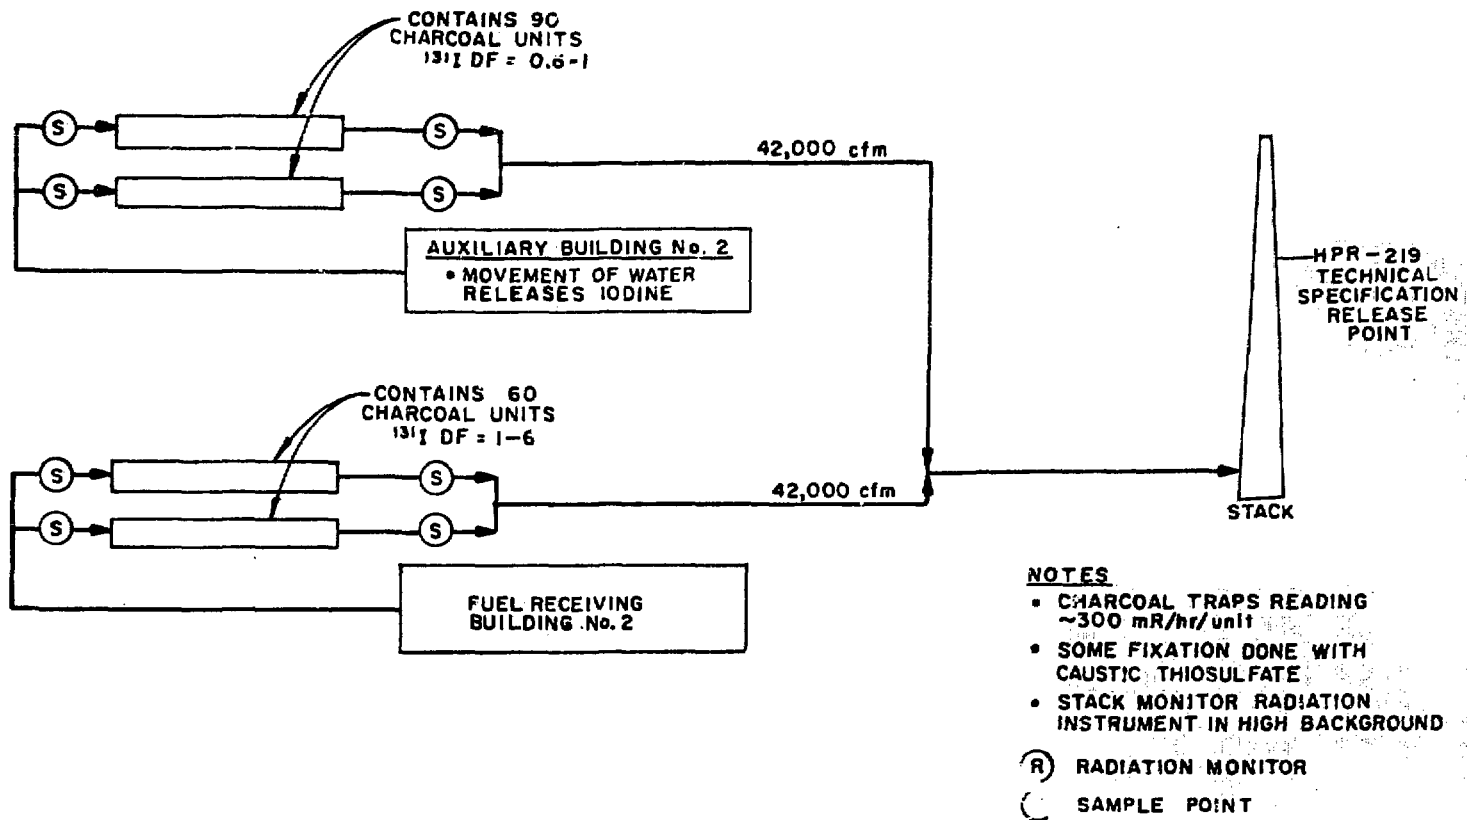 CONTAINS 90
CHARCOAL UNITS
¹³¹I DF = 0.6-1
S
S
S
S
42,000 cfm
AUXILIARY BUILDING No. 2
• MOVEMENT OF WATER
RELEASES IODINE
HPR-219
TECHNICAL
SPECIFICATION
RELEASE
POINT
CONTAINS 60
CHARCOAL UNITS
¹³¹I DF = 1-6
S
S
S
S
42,000 cfm
STACK
FUEL RECEIVING
BUILDING No. 2
NOTES
• CHARCOAL TRAPS READING
~300 mR/hr/unit
• SOME FIXATION DONE WITH
CAUSTIC THIOSULFATE
• STACK MONITOR RADIATION
INSTRUMENT IN HIGH BACKGROUND
R RADIATION MONITOR
SAMPLE POINT